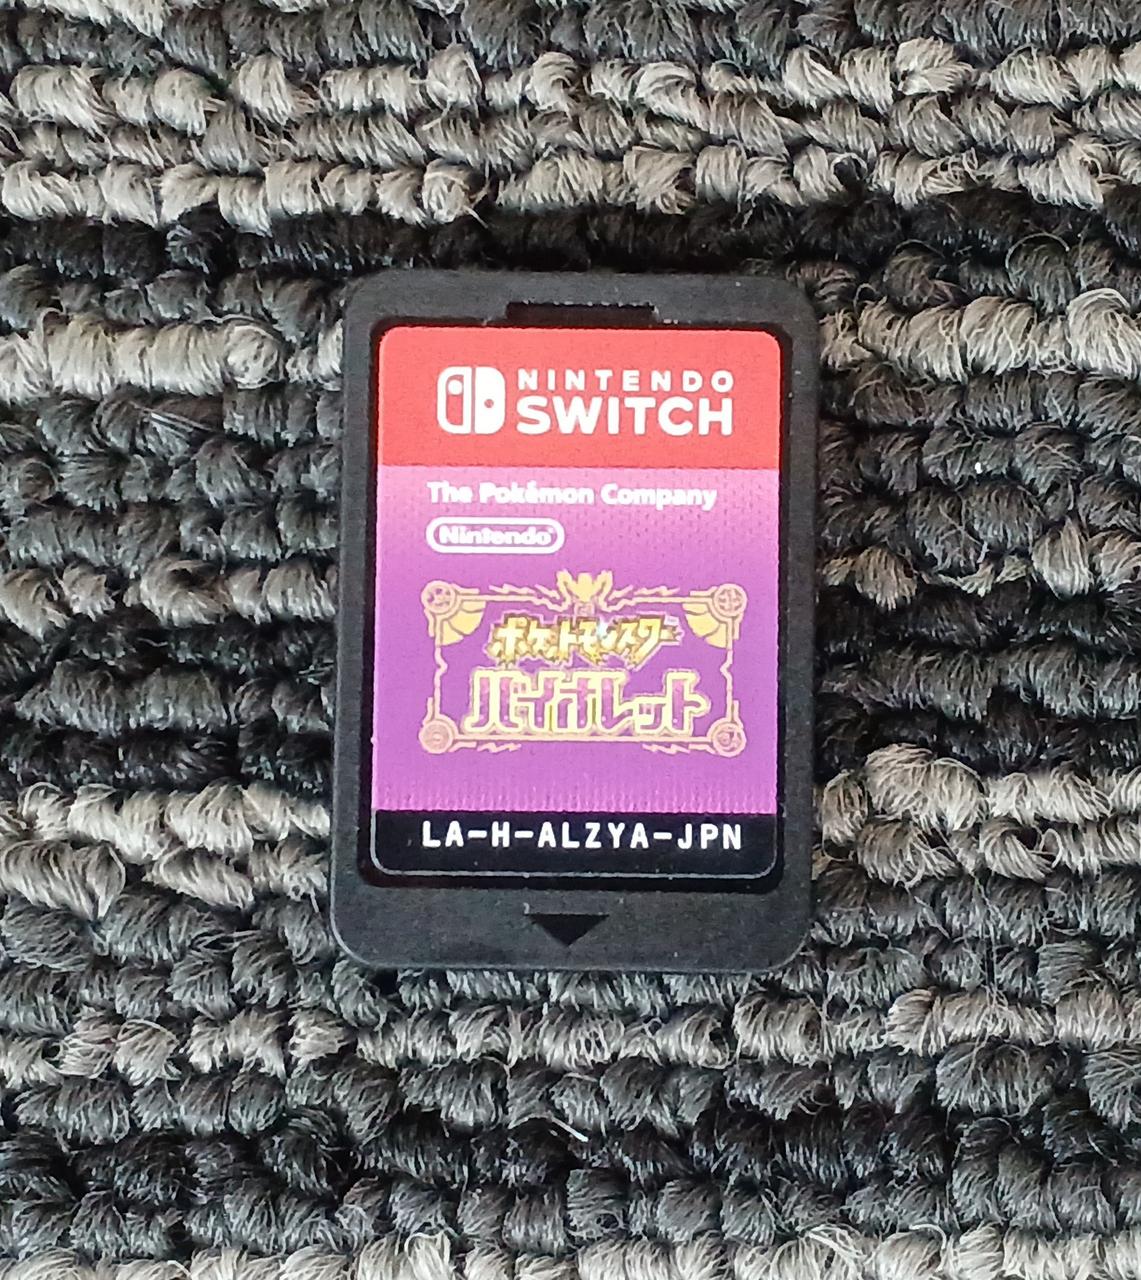 NINTENDO
SWITCH
The Pokémon Company
Nintendo
ポケットモンスター
バイオレット
LA-H-ALZYA-JPN